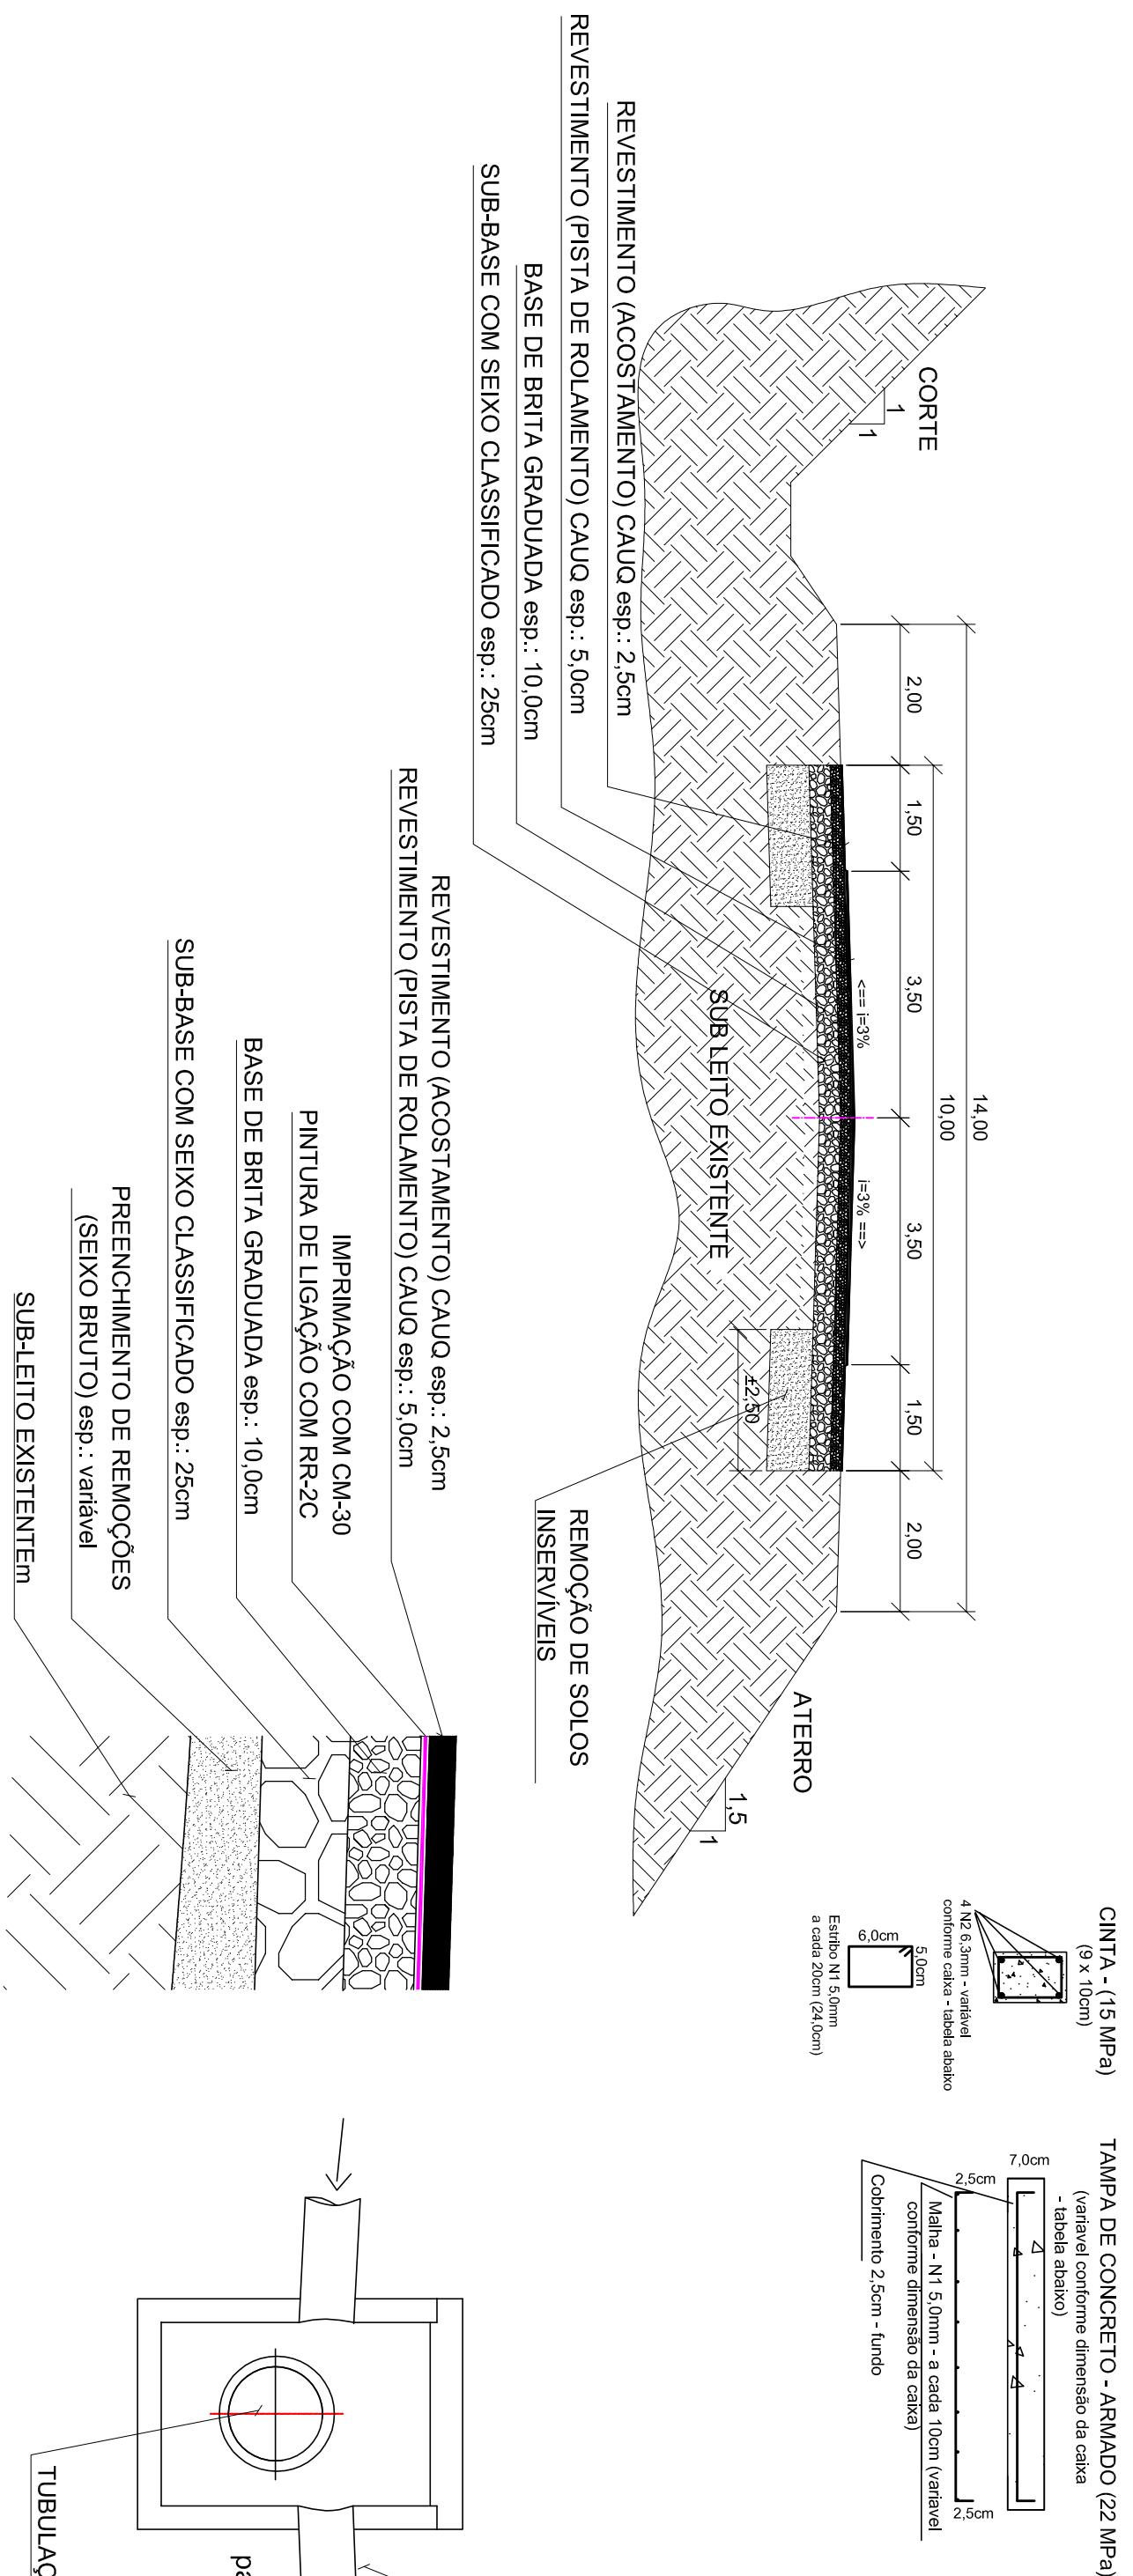 CORTE
1
1
14,00
10,00
2,00
1,50
3,50
3,50
1,50
2,00
<== i=3%
i=3% ==>
SUB LEITO EXISTENTE
±2,50
REVESTIMENTO (ACOSTAMENTO) CAUQ esp.: 2,5cm
REVESTIMENTO (PISTA DE ROLAMENTO) CAUQ esp.: 5,0cm
BASE DE BRITA GRADUADA esp.: 10,0cm
SUB-BASE COM SEIXO CLASSIFICADO esp.: 25cm
ATERRO
1,5
1
REMOÇÃO DE SOLOS
INSERVÍVEIS
REVESTIMENTO (ACOSTAMENTO) CAUQ esp.: 2,5cm
REVESTIMENTO (PISTA DE ROLAMENTO) CAUQ esp.: 5,0cm
IMPRIMAÇÃO COM CM-30
PINTURA DE LIGAÇÃO COM RR-2C
BASE DE BRITA GRADUADA esp.: 10,0cm
SUB-BASE COM SEIXO CLASSIFICADO esp.: 25cm
PREENCHIMENTO DE REMOÇÕES
(SEIXO BRUTO) esp.: variável
SUB-LEITO EXISTENTEm
CINTA - (15 MPa)
(9 x 10cm)
4 N2 6,3mm - variável
conforme caixa - tabela abaixo
5,0cm
6,0cm
Estribo N1 5,0mm
a cada 20cm (24,0cm)
TAMPA DE CONCRETO - ARMADO (22 MPa)
(variavel conforme dimensão da caixa
- tabela abaixo)
7,0cm
2,5cm
2,5cm
Malha - N1 5,0mm - a cada 10cm (variavel
conforme dimensão da caixa)
Cobrimento 2,5cm - fundo
pa
TUBULAÇ